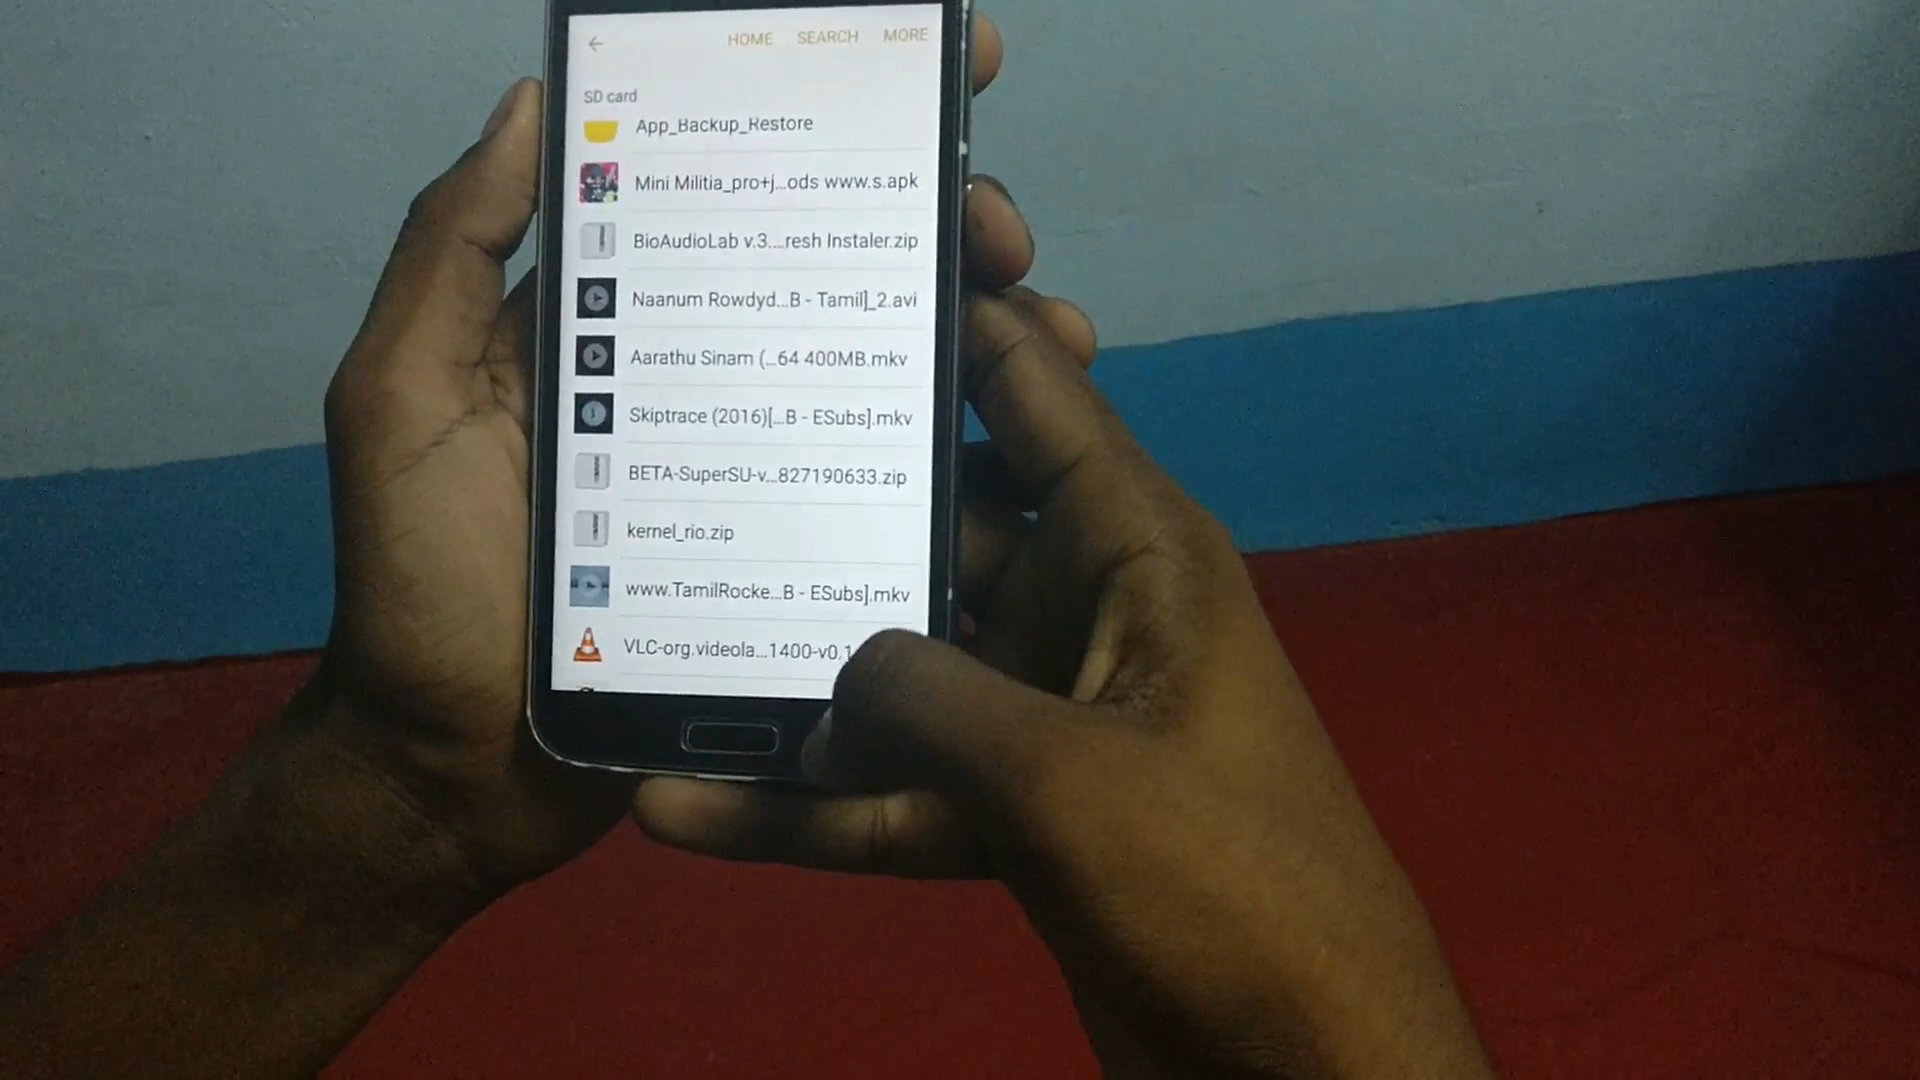 HOME SEARCH MORE
SD card
App_Backup_Restore
Mini Militia_pro+j...ods www.s.apk
BioAudioLab v.3....resh Instaler.zip
Naanum Rowdyd...B - Tamil]_2.avi
Aarathu Sinam (...64 400MB.mkv
Skiptrace (2016)[...B - ESubs].mkv
BETA-SuperSU-v...827190633.zip
kernel_rio.zip
www.TamilRocke...B - ESubs].mkv
VLC-org.videola...1400-v0.1